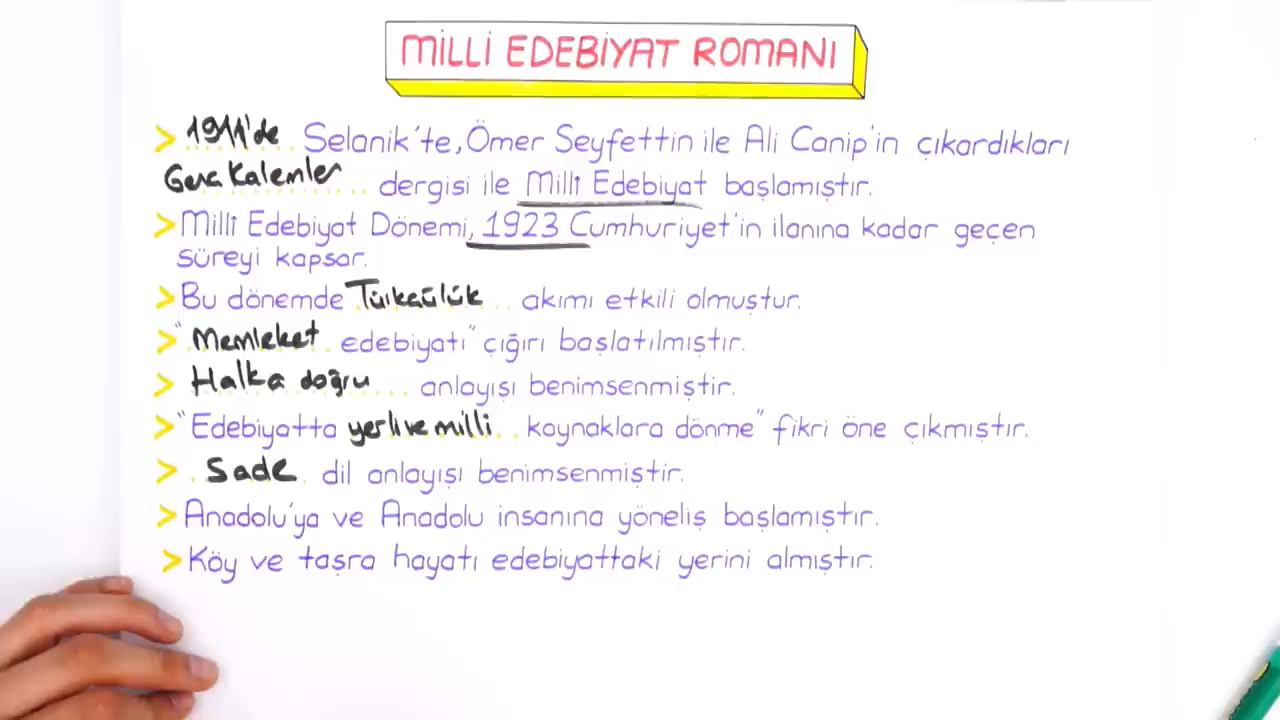 MİLLİ EDEBİYAT ROMANI
> 1911'de Selanik'te, Ömer Seyfettin ile Ali Canip'in çıkardıkları
Genç Kalemler dergisi ile Milli Edebiyat başlamıştır.
> Milli Edebiyat Dönemi, 1923 Cumhuriyet'in ilanına kadar geçen
süreyi kapsar.
> Bu dönemde Türkçülük akımı etkili olmuştur.
> "Memleket edebiyatı" çığırı başlatılmıştır.
> Halka doğru anlayışı benimsenmiştir.
> "Edebiyatta yerli ve milli kaynaklara dönme" fikri öne çıkmıştır.
> Sade dil anlayışı benimsenmiştir.
> Anadolu'ya ve Anadolu insanına yöneliş başlamıştır.
> Köy ve taşra hayatı edebiyattaki yerini almıştır.